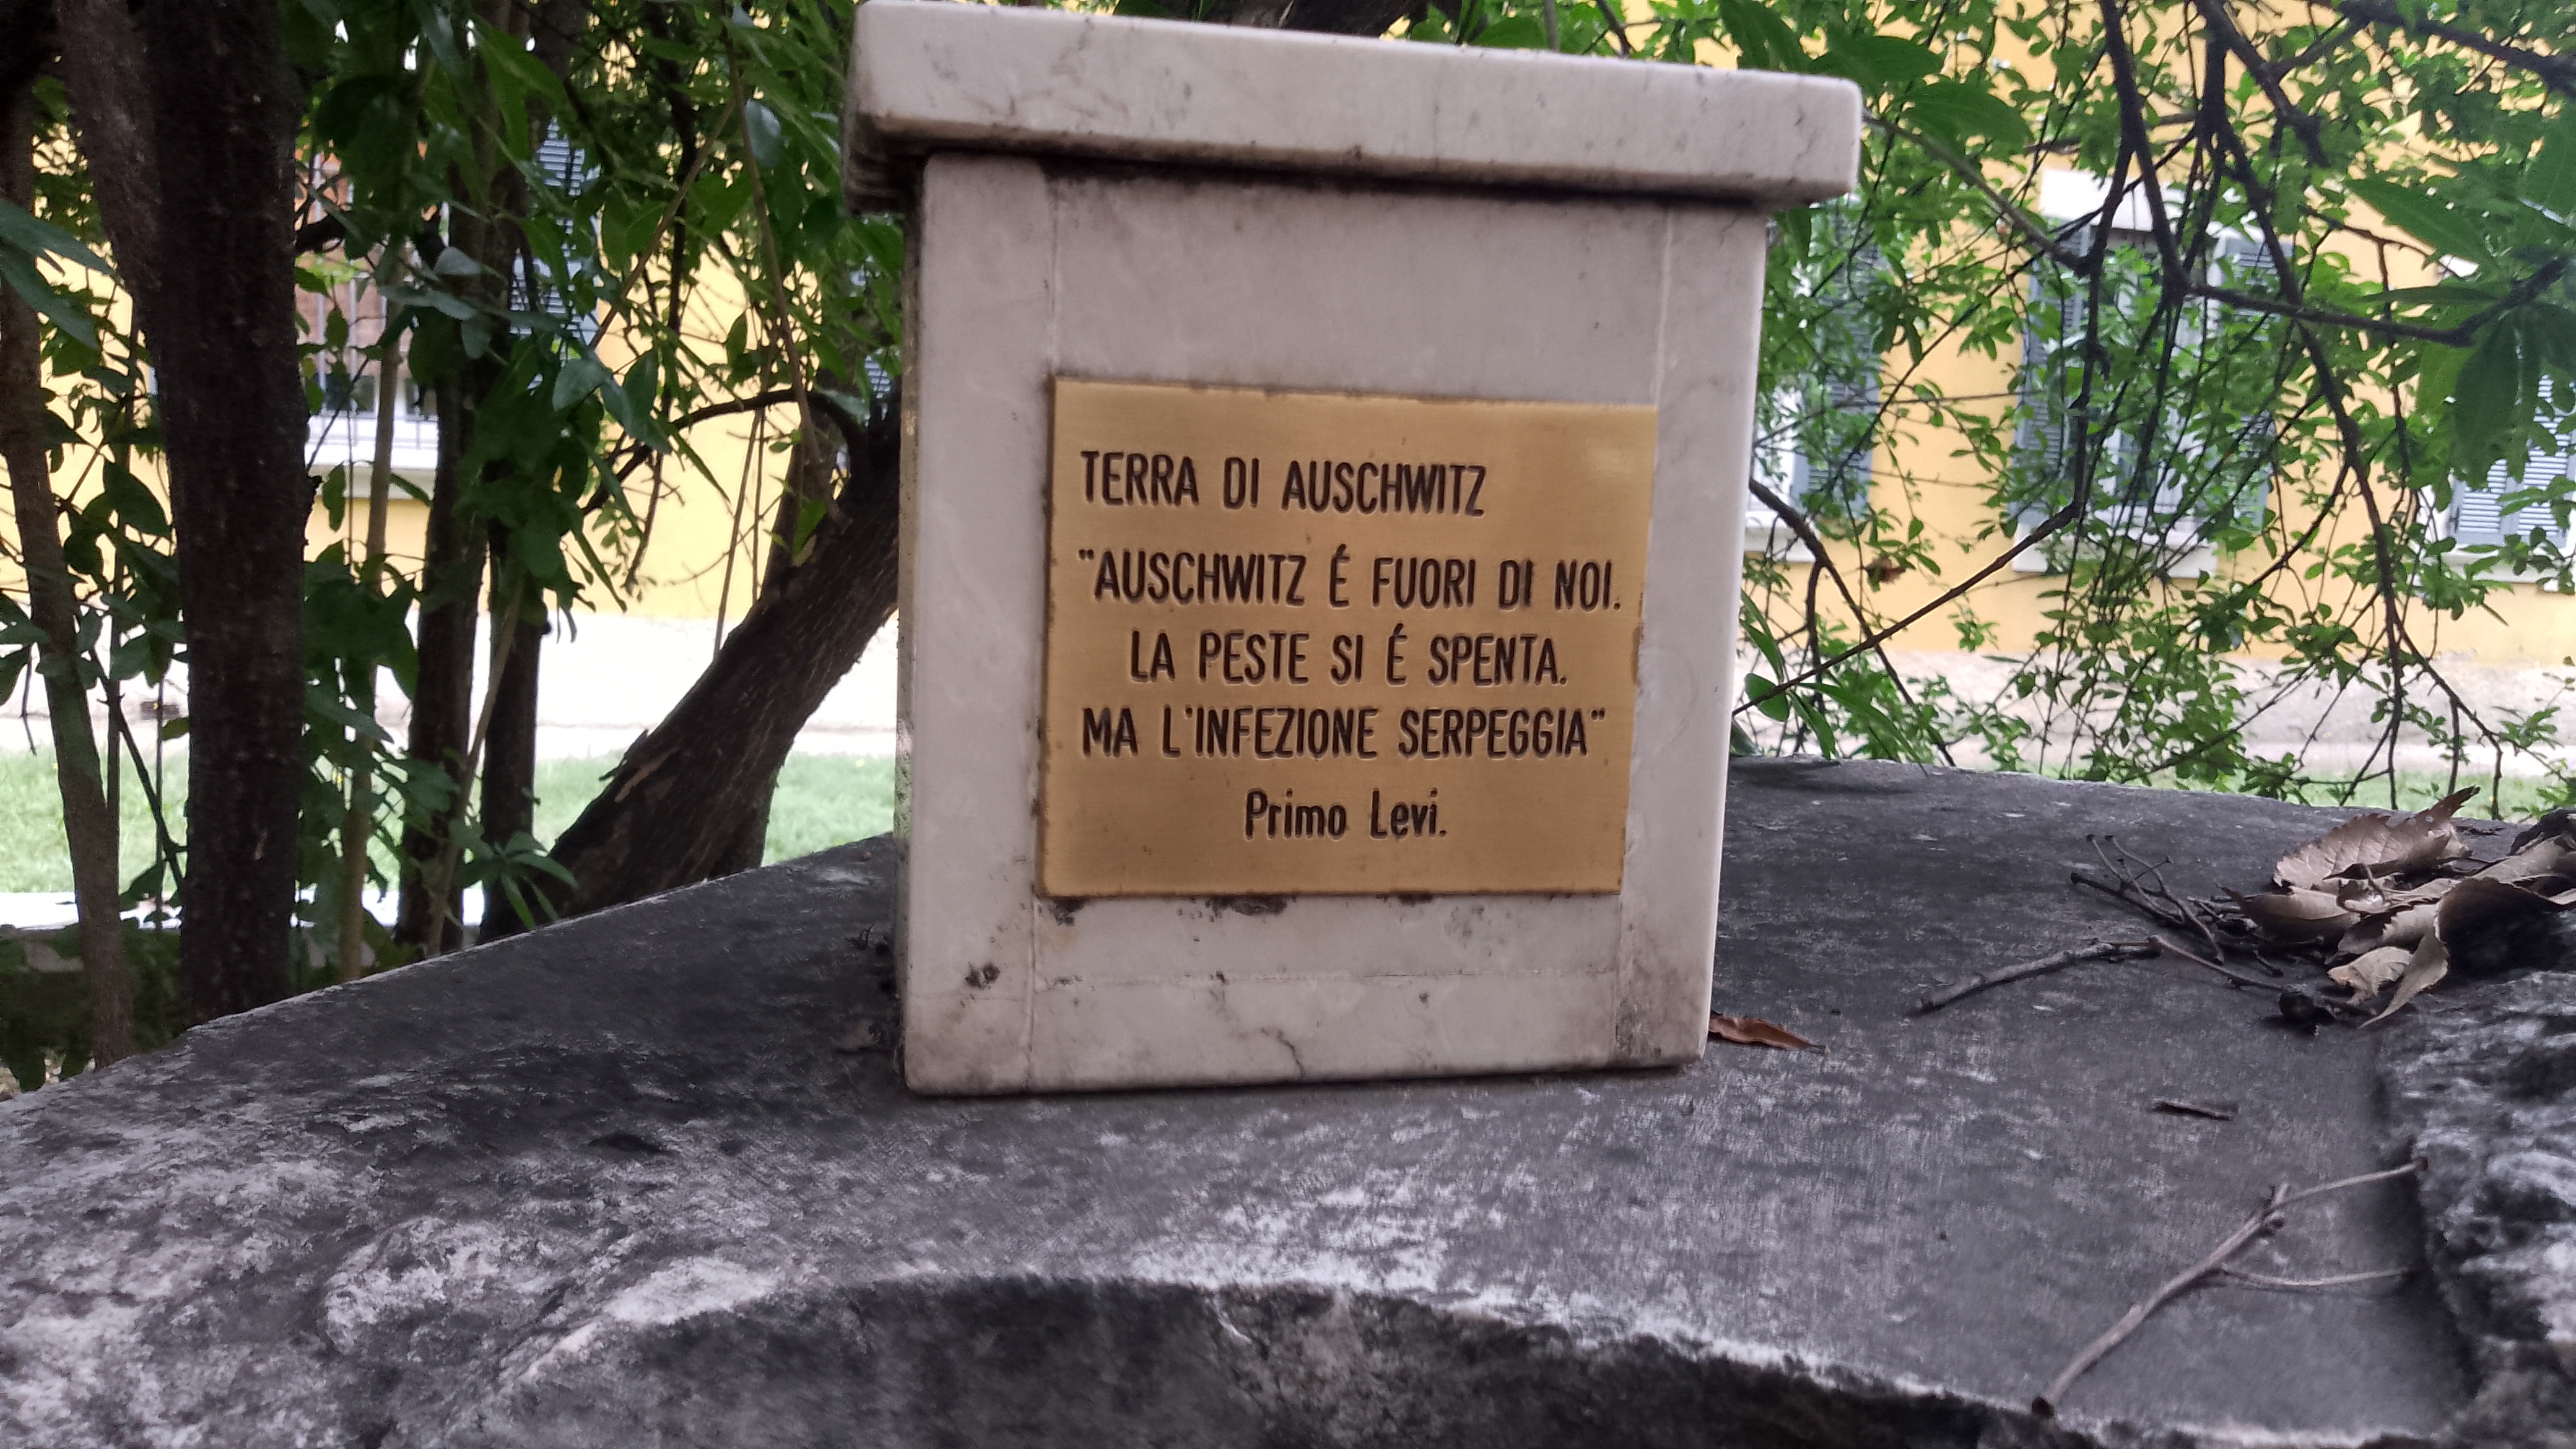 TERRA DI AUSCHWITZ
"AUSCHWITZ É FUORI DI NOI.
LA PESTE SI É SPENTA.
MA L'INFEZIONE SERPEGGIA"
Primo Levi.